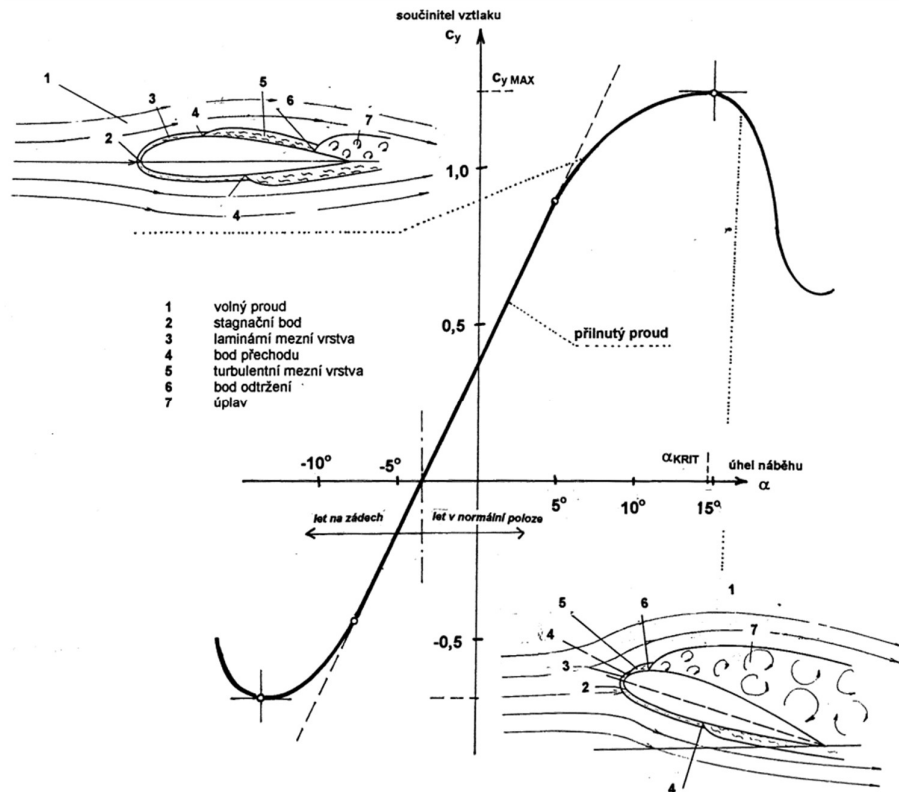 součinitel vztlaku
cy
cy MAX
1
3
4
5
6
7
2
4
1,0
1 volný proud
2 stagnační bod
3 laminární mezní vrstva
4 bod přechodu
5 turbulentní mezní vrstva
6 bod odtržení
7 úplav
0,5
přilnutý proud
-10°
-5°
αKRIT
úhel náběhu
α
5°
10°
15°
let na zádech
let v normální poloze
-0,5
1
5
6
4
7
3
2
4